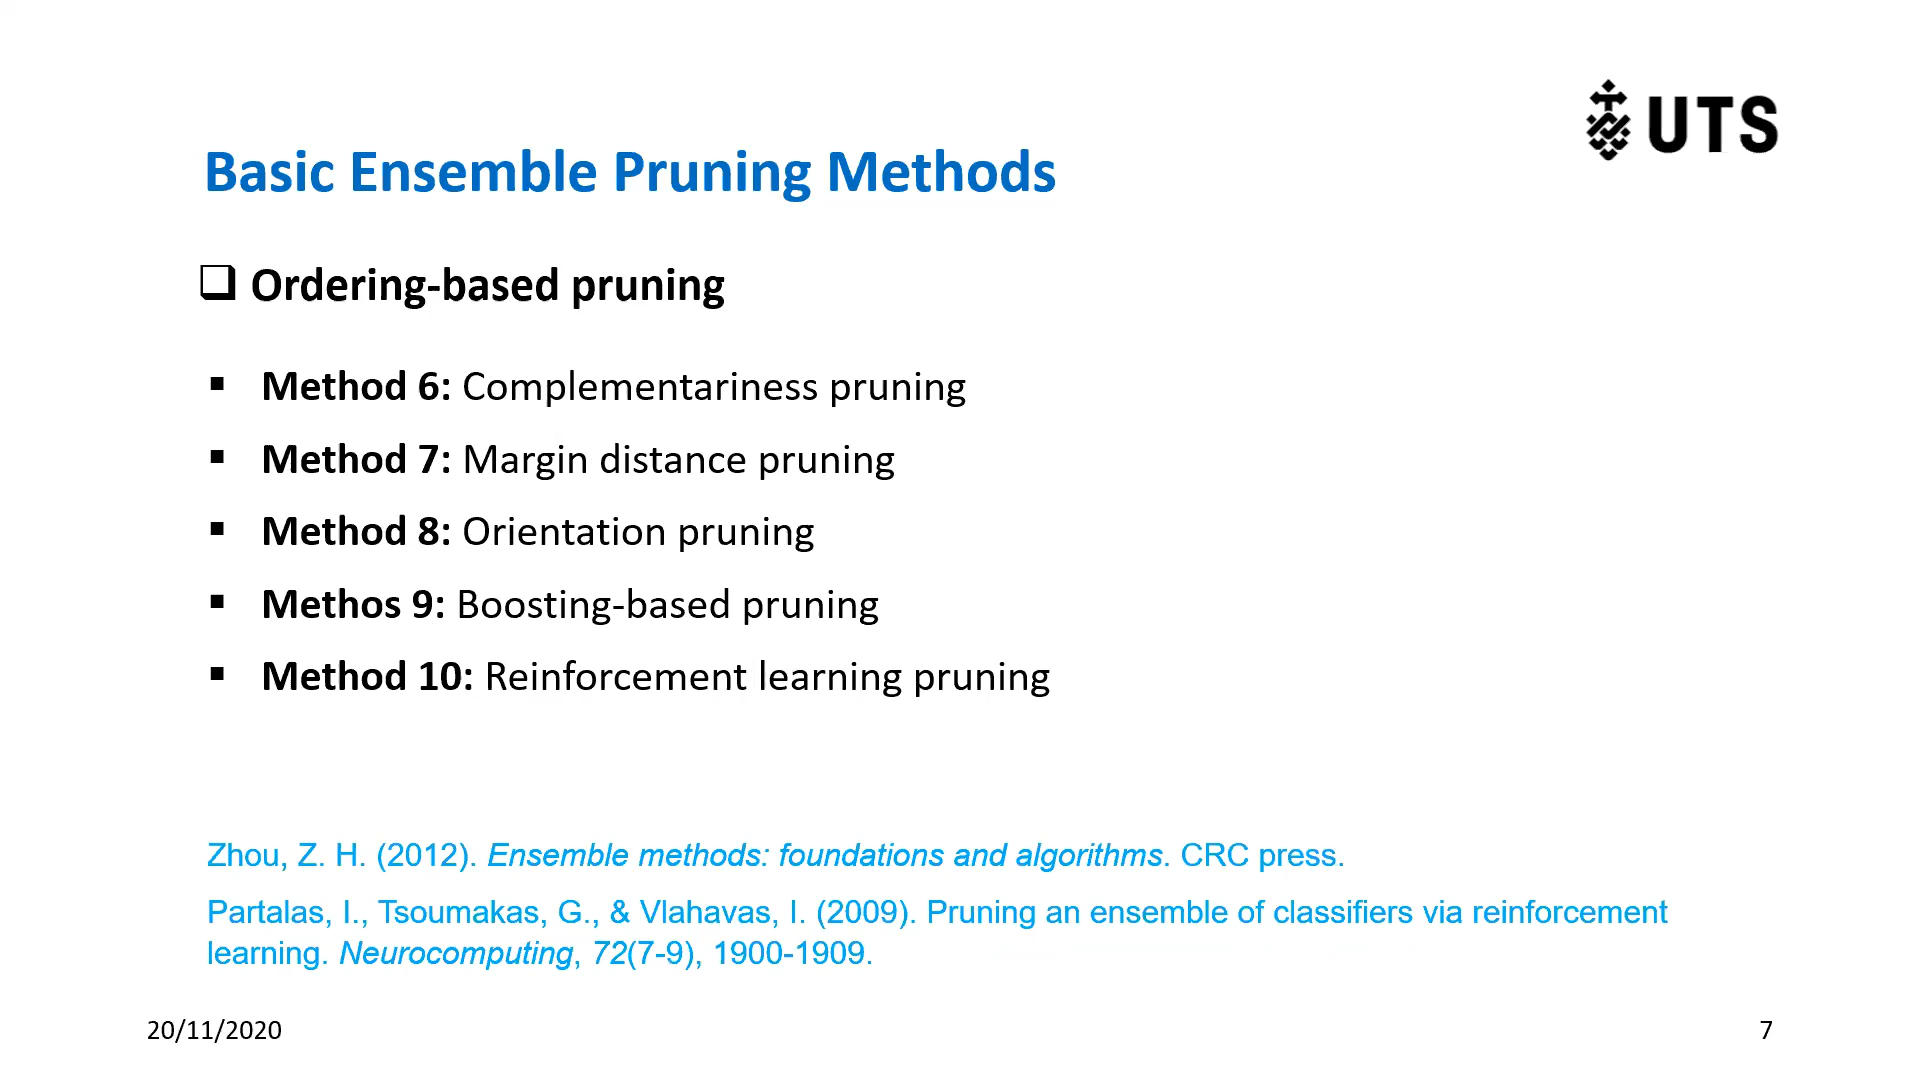 UTS
Basic Ensemble Pruning Methods
❑ Ordering-based pruning
▪ Method 6: Complementariness pruning
▪ Method 7: Margin distance pruning
▪ Method 8: Orientation pruning
▪ Methos 9: Boosting-based pruning
▪ Method 10: Reinforcement learning pruning
Zhou, Z. H. (2012). Ensemble methods: foundations and algorithms. CRC press.
Partalas, I., Tsoumakas, G., & Vlahavas, I. (2009). Pruning an ensemble of classifiers via reinforcement
learning. Neurocomputing, 72(7-9), 1900-1909.
20/11/2020
7